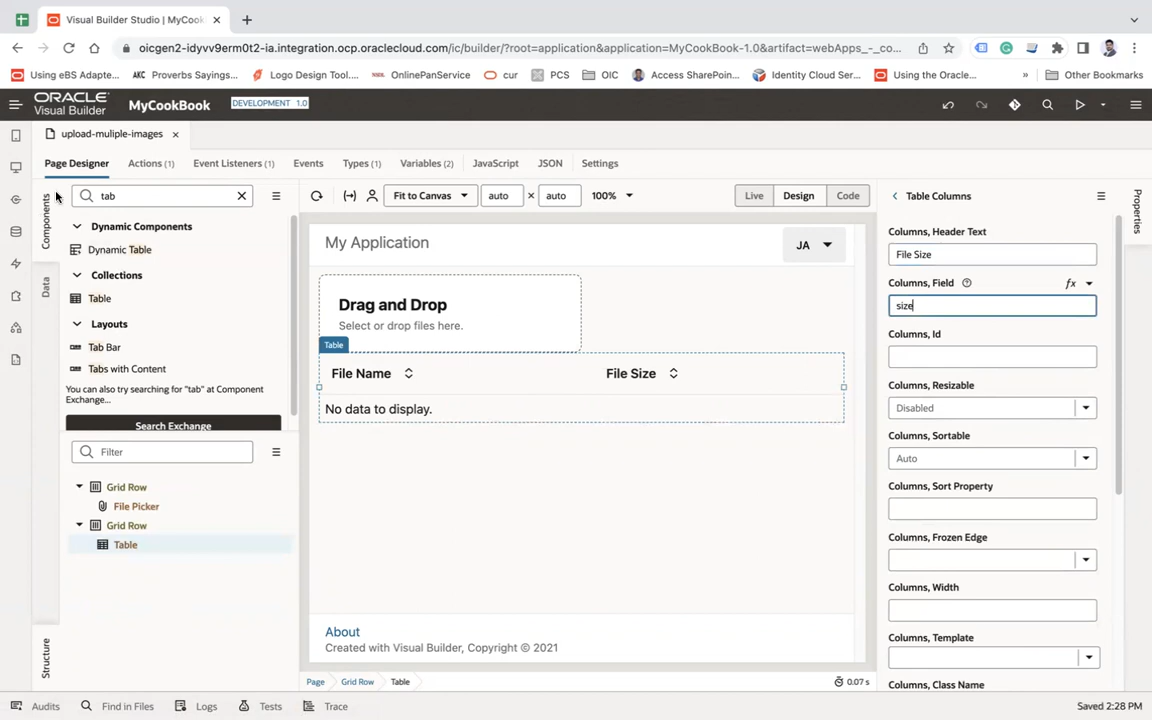 Visual Builder Studio | MyCook
oicgen2-idyvv9erm0t2-ia.integration.ocp.oraclecloud.com/ic/builder/?root=application&application=MyCookBook-1.0&artifact=webApps_-_co...
Using eBS Adapte...
AKC Proverbs Sayings...
Logo Design Tool....
OnlinePanService
cur
PCS
OIC
Access SharePoin...
Identity Cloud Ser...
Using the Oracle...
»
Other Bookmarks
ORACLE
Visual Builder
MyCookBook
DEVELOPMENT 1.0
upload-muliple-images
Page Designer
Actions (1)
Event Listeners (1)
Events
Types (1)
Variables (2)
JavaScript
JSON
Settings
Components
Data
Structure
tab
Dynamic Components
Dynamic Table
Collections
Table
Layouts
Tab Bar
Tabs with Content
You can also try searching for "tab" at Component
Exchange...
Search Exchange
Filter
Grid Row
File Picker
Grid Row
Table
Fit to Canvas
auto
×
auto
100%
Live
Design
Code
My Application
JA
Drag and Drop
Select or drop files here.
Table
File Name
File Size
No data to display.
About
Created with Visual Builder, Copyright © 2021
Page
Grid Row
Table
0.07s
Table Columns
Columns, Header Text
File Size
Columns, Field
fx
size
Columns, Id
Columns, Resizable
Disabled
Columns, Sortable
Auto
Columns, Sort Property
Columns, Frozen Edge
Columns, Width
Columns, Template
Columns, Class Name
Properties
Audits
Find in Files
Logs
Tests
Trace
Saved 2:28 PM